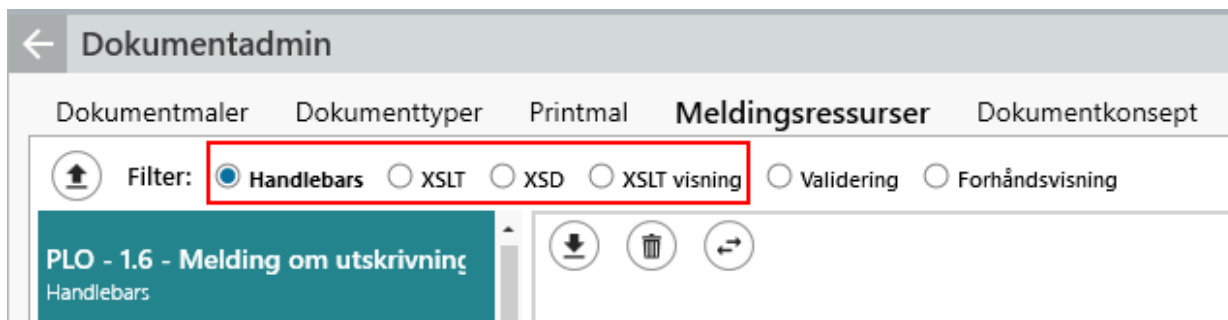 Dokumentadmin
Dokumentmaler Dokumenttyper Printmal Meldingsressurser Dokumentkonsept
Filter: Handlebars XSLT XSD XSLT visning Validering Forhåndsvisning
PLO - 1.6 - Melding om utskrivning
Handlebars